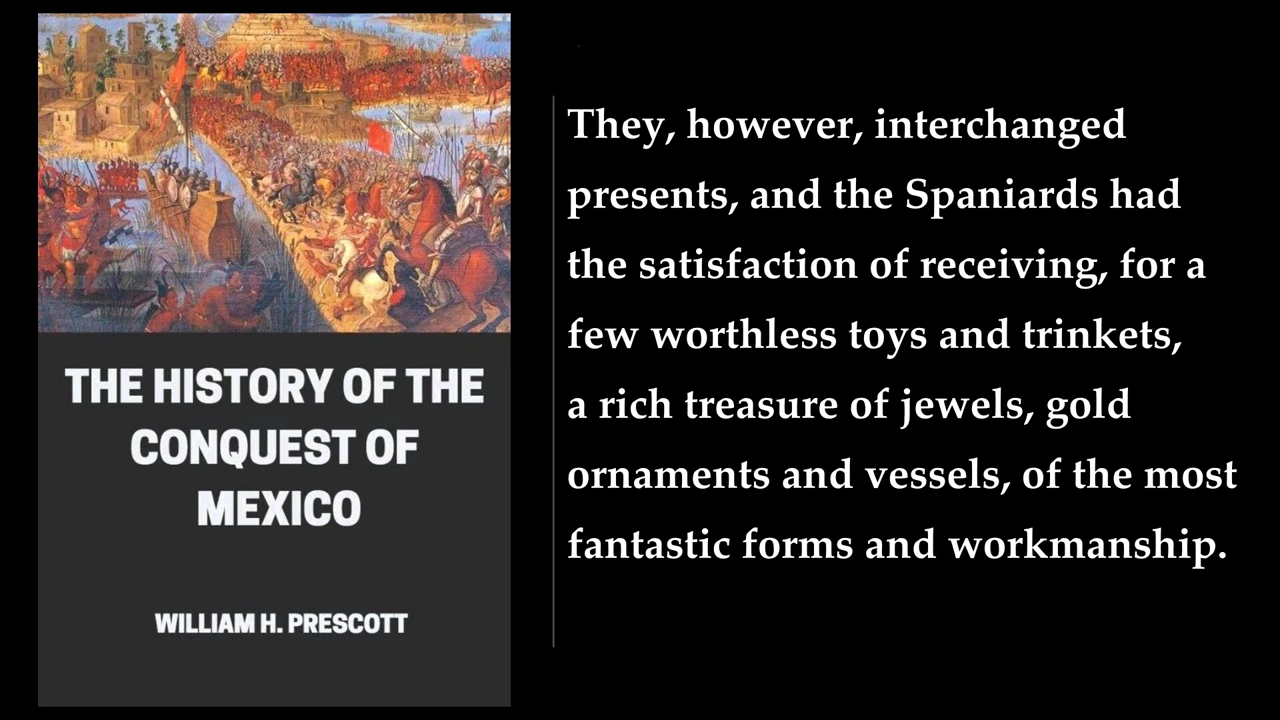 THE HISTORY OF THE
CONQUEST OF
MEXICO
WILLIAM H. PRESCOTT
They, however, interchanged
presents, and the Spaniards had
the satisfaction of receiving, for a
few worthless toys and trinkets,
a rich treasure of jewels, gold
ornaments and vessels, of the most
fantastic forms and workmanship.